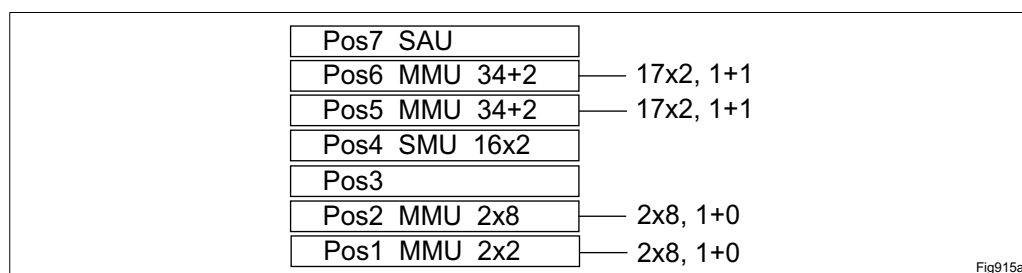 Pos7 SAU
Pos6 MMU 34+2 17x2, 1+1
Pos5 MMU 34+2 17x2, 1+1
Pos4 SMU 16x2
Pos3
Pos2 MMU 2x8 2x8, 1+0
Pos1 MMU 2x2 2x8, 1+0
Fig915a